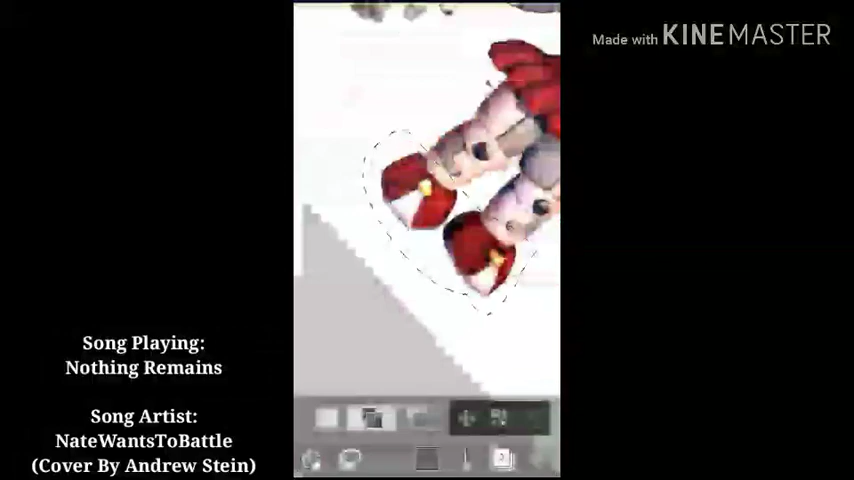 Made with KINEMASTER
Song Playing:
Nothing Remains
Song Artist:
NateWantsToBattle
(Cover By Andrew Stein)